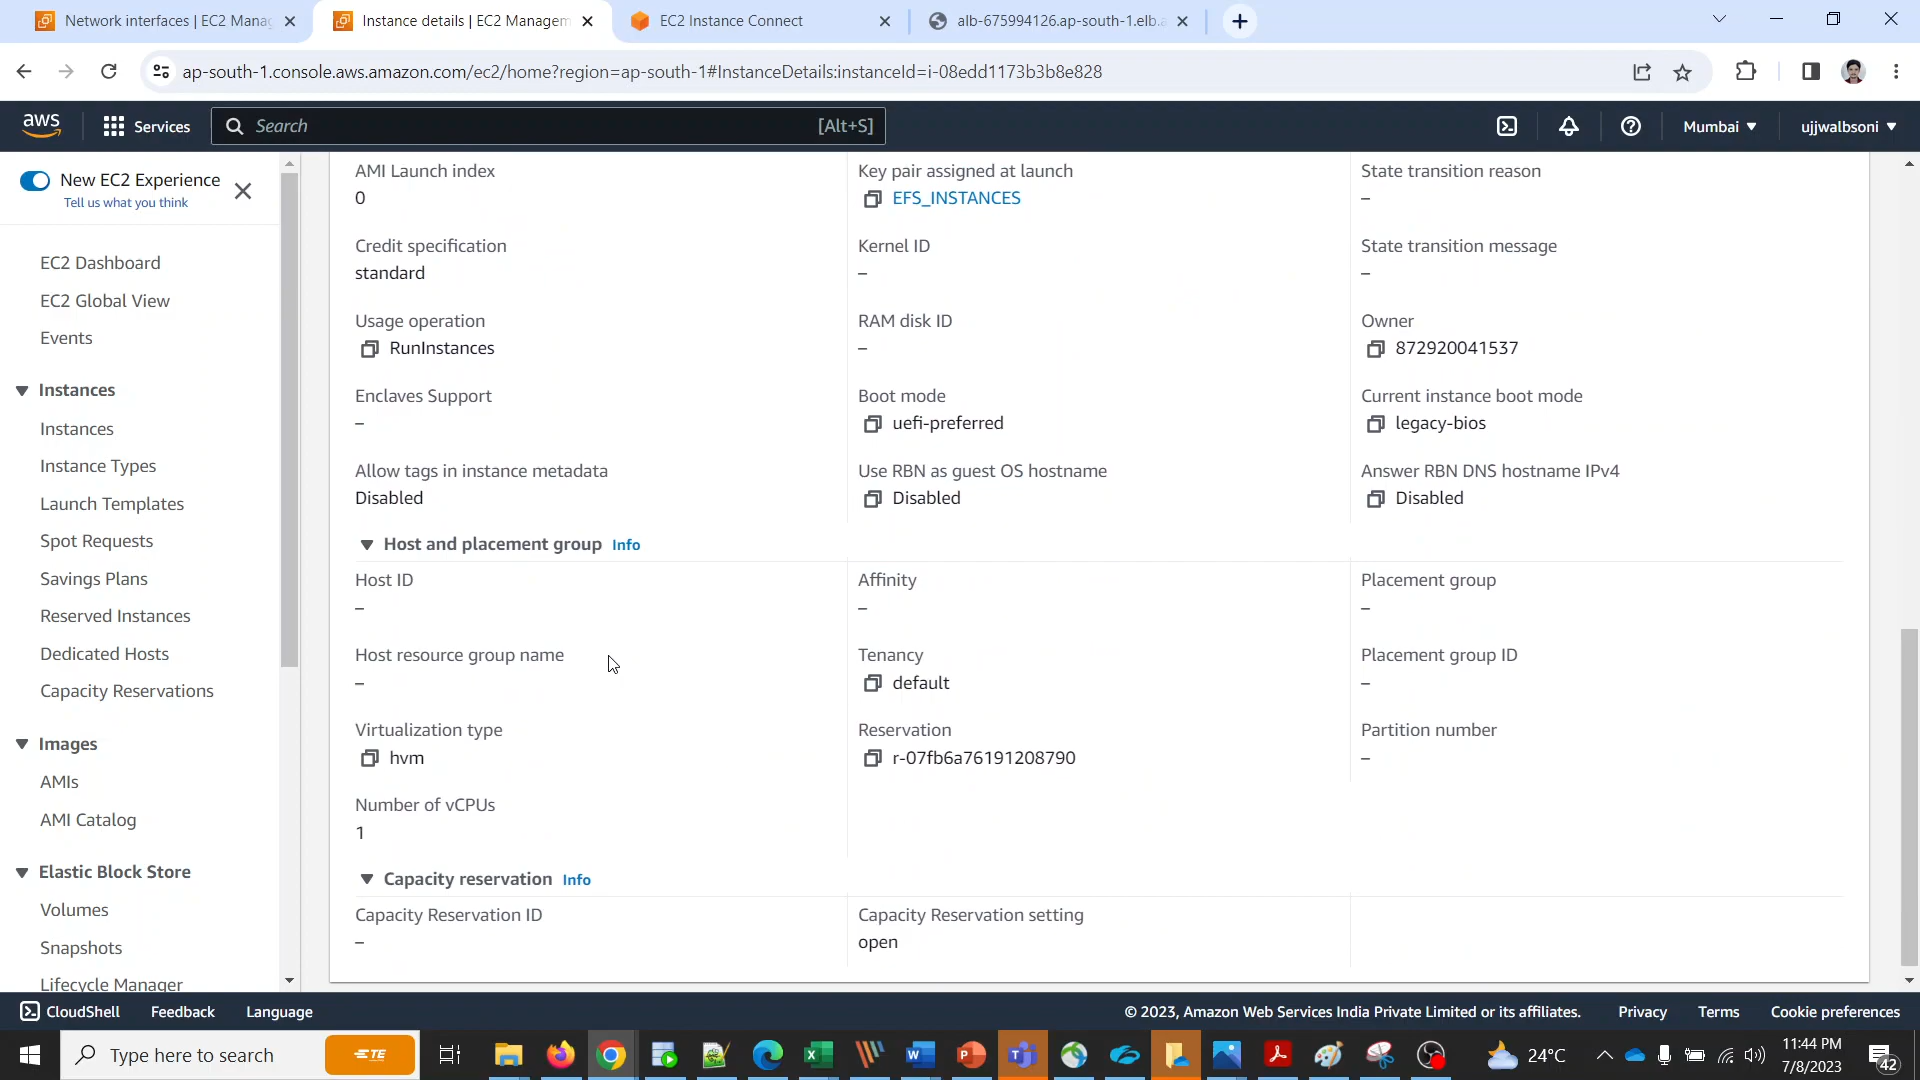 Network interfaces | EC2 Manag
Instance details | EC2 Managem
EC2 Instance Connect
alb-675994126.ap-south-1.elb.a
ap-south-1.console.aws.amazon.com/ec2/home?region=ap-south-1#InstanceDetails:instanceId=i-08edd1173b3b8e828
aws
Services
Search
[Alt+S]
Mumbai
ujjwalbsoni
New EC2 Experience
Tell us what you think
EC2 Dashboard
EC2 Global View
Events
Instances
Instances
Instance Types
Launch Templates
Spot Requests
Savings Plans
Reserved Instances
Dedicated Hosts
Capacity Reservations
Images
AMIs
AMI Catalog
Elastic Block Store
Volumes
Snapshots
Lifecycle Manager
AMI Launch index
0
Key pair assigned at launch
EFS_INSTANCES
State transition reason
–
Credit specification
standard
Kernel ID
–
State transition message
–
Usage operation
RunInstances
RAM disk ID
–
Owner
872920041537
Enclaves Support
–
Boot mode
uefi-preferred
Current instance boot mode
legacy-bios
Allow tags in instance metadata
Disabled
Use RBN as guest OS hostname
Disabled
Answer RBN DNS hostname IPv4
Disabled
Host and placement group Info
Host ID
–
Affinity
–
Placement group
–
Host resource group name
–
Tenancy
default
Placement group ID
–
Virtualization type
hvm
Reservation
r-07fb6a76191208790
Partition number
–
Number of vCPUs
1
Capacity reservation Info
Capacity Reservation ID
–
Capacity Reservation setting
open
CloudShell
Feedback
Language
© 2023, Amazon Web Services India Private Limited or its affiliates.
Privacy
Terms
Cookie preferences
Type here to search
TE
24°C
11:44 PM
7/8/2023
42